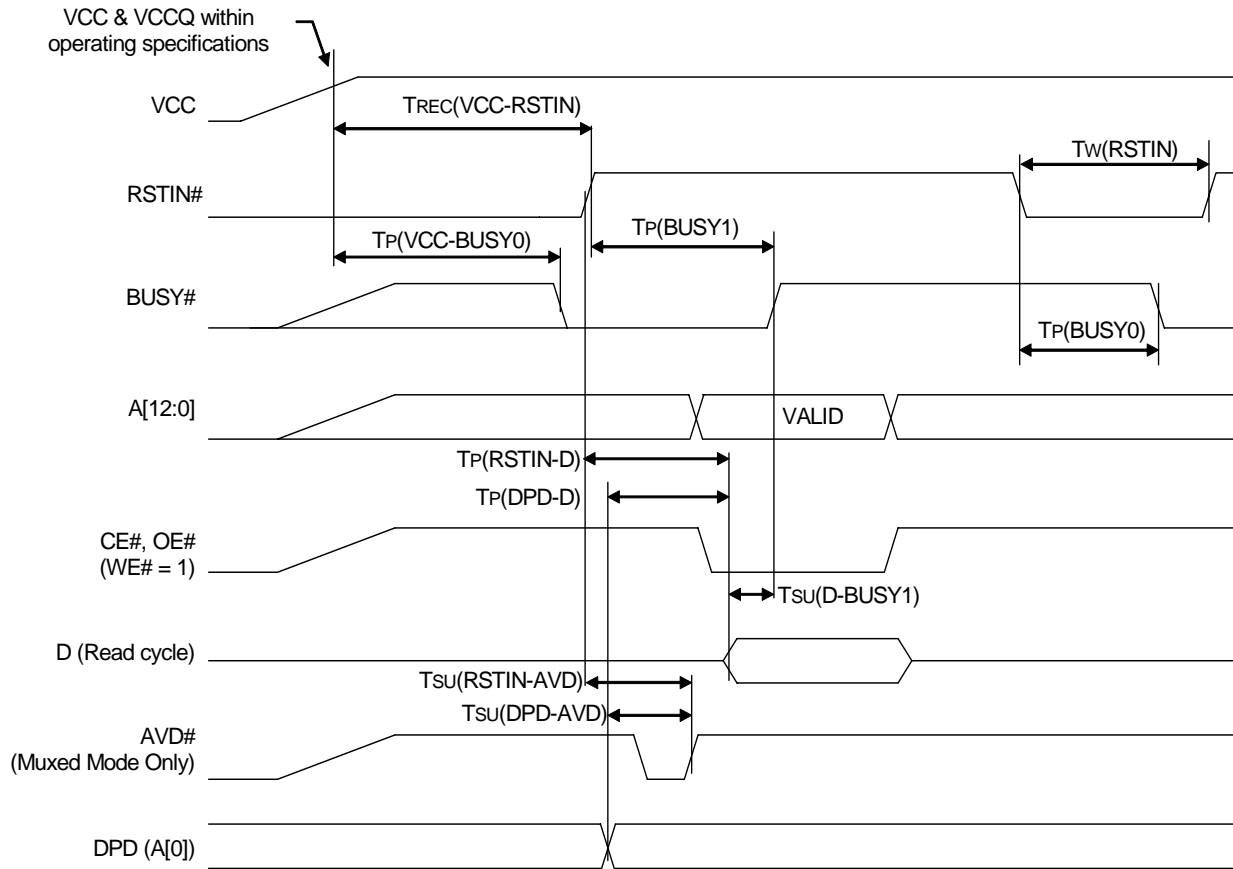 VCC & VCCQ within
operating specifications
VCC
TREC(VCC-RSTIN)
TW(RSTIN)
RSTIN#
TP(VCC-BUSY0)
TP(BUSY1)
BUSY#
TP(BUSY0)
A[12:0]
VALID
TP(RSTIN-D)
TP(DPD-D)
CE#, OE#
(WE# = 1)
TSU(D-BUSY1)
D (Read cycle)
TSU(RSTIN-AVD)
TSU(DPD-AVD)
AVD#
(Muxed Mode Only)
DPD (A[0])